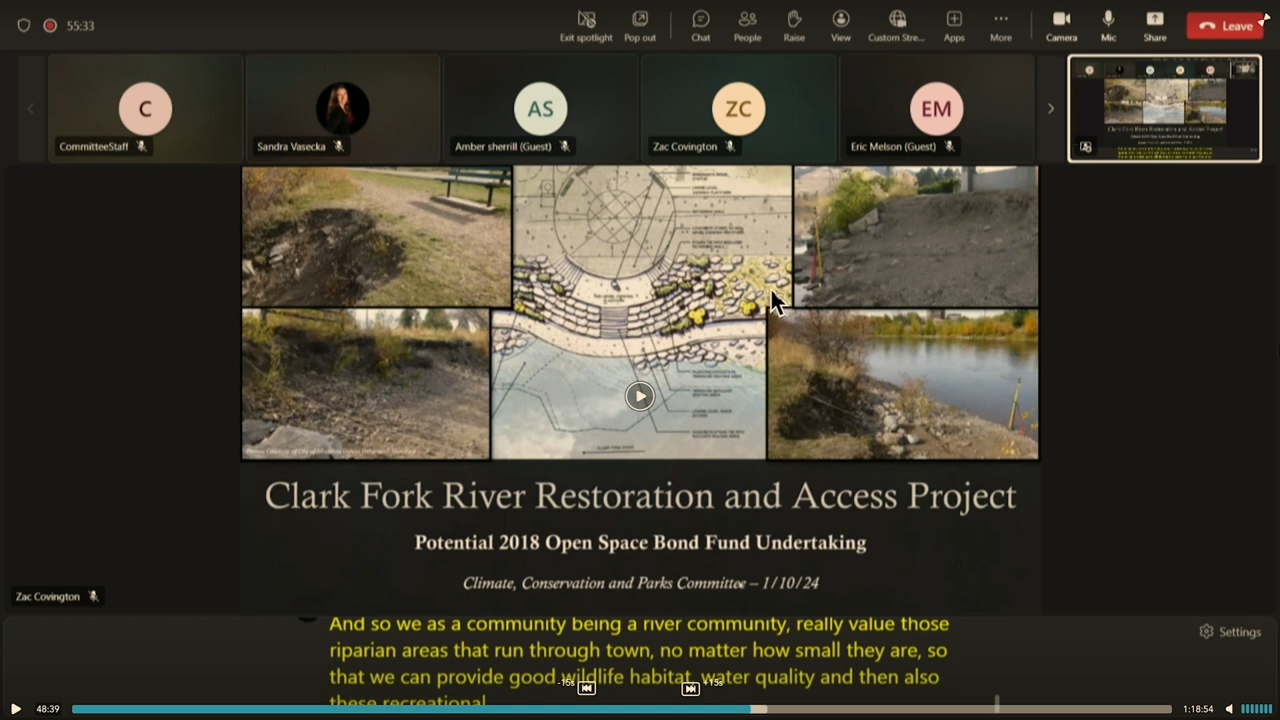 55:33
Exit spotlight
Pop out
Chat
People
Raise
View
Custom Stre...
Apps
More
Camera
Mic
Share
Leave
C
AS
ZC
EM
CommitteeStaff
Sandra Vasecka
Amber sherrill (Guest)
Zac Covington
Eric Melson (Guest)
Clark Fork River Restoration and Access Project
Potential 2018 Open Space Bond Fund Undertaking
Climate, Conservation and Parks Committee – 1/10/24
Zac Covington
And so we as a community being a river community, really value those
riparian areas that run through town, no matter how small they are, so
that we can provide good wildlife habitat, water quality and then also
these recreational
Settings
-15s
+15s
48:39
1:18:54